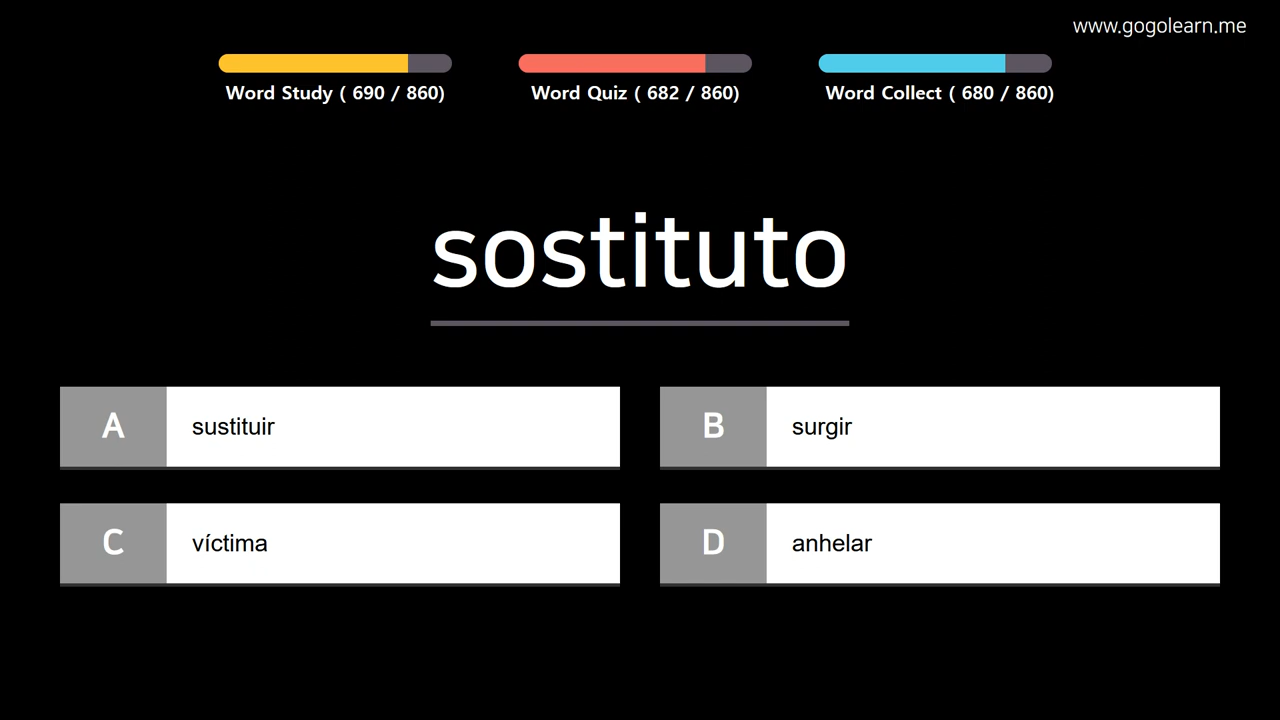 www.gogolearn.me
Word Study ( 690 / 860)
Word Quiz ( 682 / 860)
Word Collect ( 680 / 860)
sostituto
A sustituir
B surgir
C víctima
D anhelar